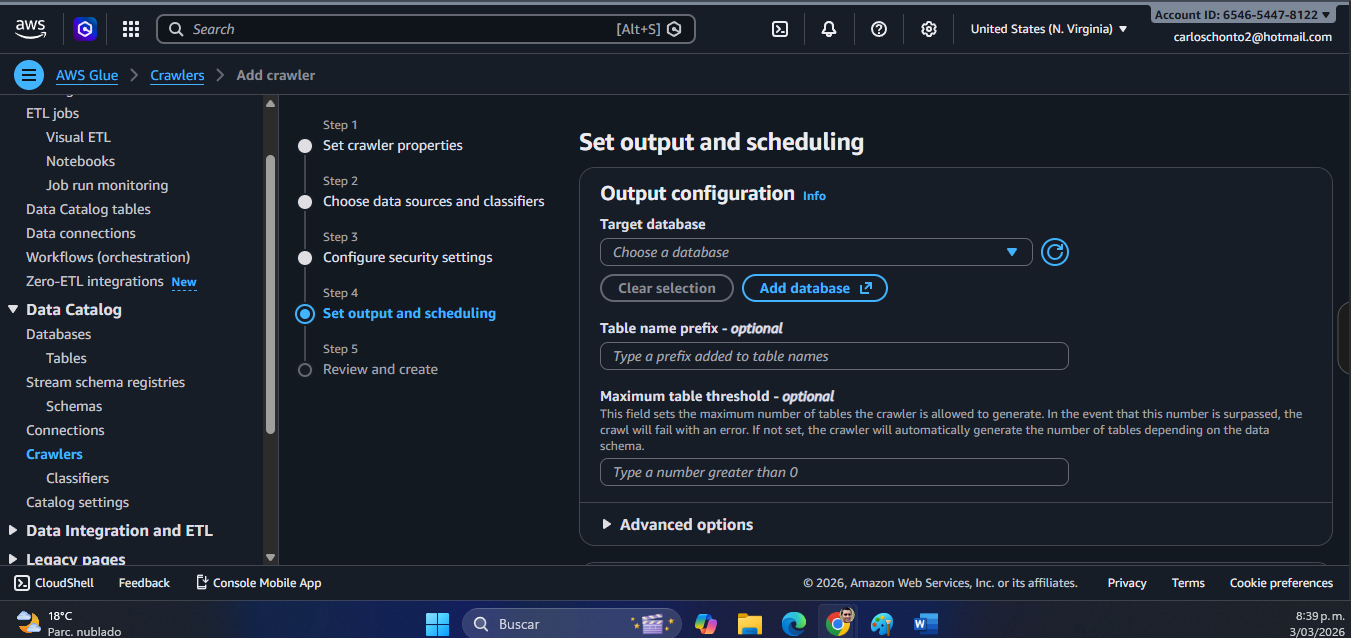 aws
Search
[Alt+S]
United States (N. Virginia)
Account ID: 6546-5447-8122
carloschonto2@hotmail.com
AWS Glue
Crawlers
Add crawler
ETL jobs
Visual ETL
Notebooks
Job run monitoring
Data Catalog tables
Data connections
Workflows (orchestration)
Zero-ETL integrations New
Data Catalog
Databases
Tables
Stream schema registries
Schemas
Connections
Crawlers
Classifiers
Catalog settings
Data Integration and ETL
Legacy pages
Step 1
Set crawler properties
Step 2
Choose data sources and classifiers
Step 3
Configure security settings
Step 4
Set output and scheduling
Step 5
Review and create
Set output and scheduling
Output configuration Info
Target database
Choose a database
Clear selection
Add database
Table name prefix - optional
Type a prefix added to table names
Maximum table threshold - optional
This field sets the maximum number of tables the crawler is allowed to generate. In the event that this number is surpassed, the
crawl will fail with an error. If not set, the crawler will automatically generate the number of tables depending on the data
schema.
Type a number greater than 0
Advanced options
CloudShell
Feedback
Console Mobile App
© 2026, Amazon Web Services, Inc. or its affiliates.
Privacy
Terms
Cookie preferences
18°C
Parc. nublado
Buscar
8:39 p. m.
3/03/2026